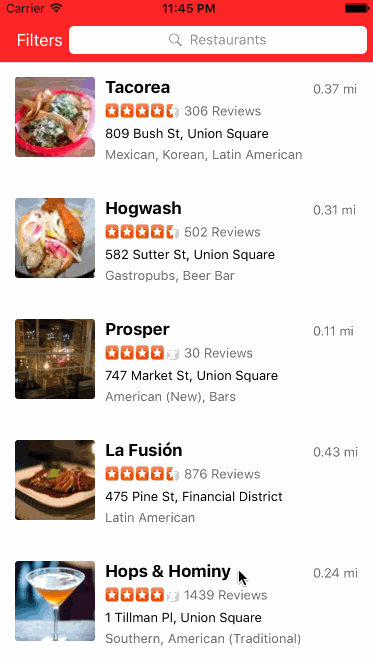 Carrier 11:45 PM
Filters Restaurants
Tacorea 0.37 mi
306 Reviews
809 Bush St, Union Square
Mexican, Korean, Latin American
Hogwash 0.31 mi
502 Reviews
582 Sutter St, Union Square
Gastropubs, Beer Bar
Prosper 0.11 mi
30 Reviews
747 Market St, Union Square
American (New), Bars
La Fusión 0.43 mi
876 Reviews
475 Pine St, Financial District
Latin American
Hops & Hominy 0.24 mi
1439 Reviews
1 Tillman Pl, Union Square
Southern, American (Traditional)